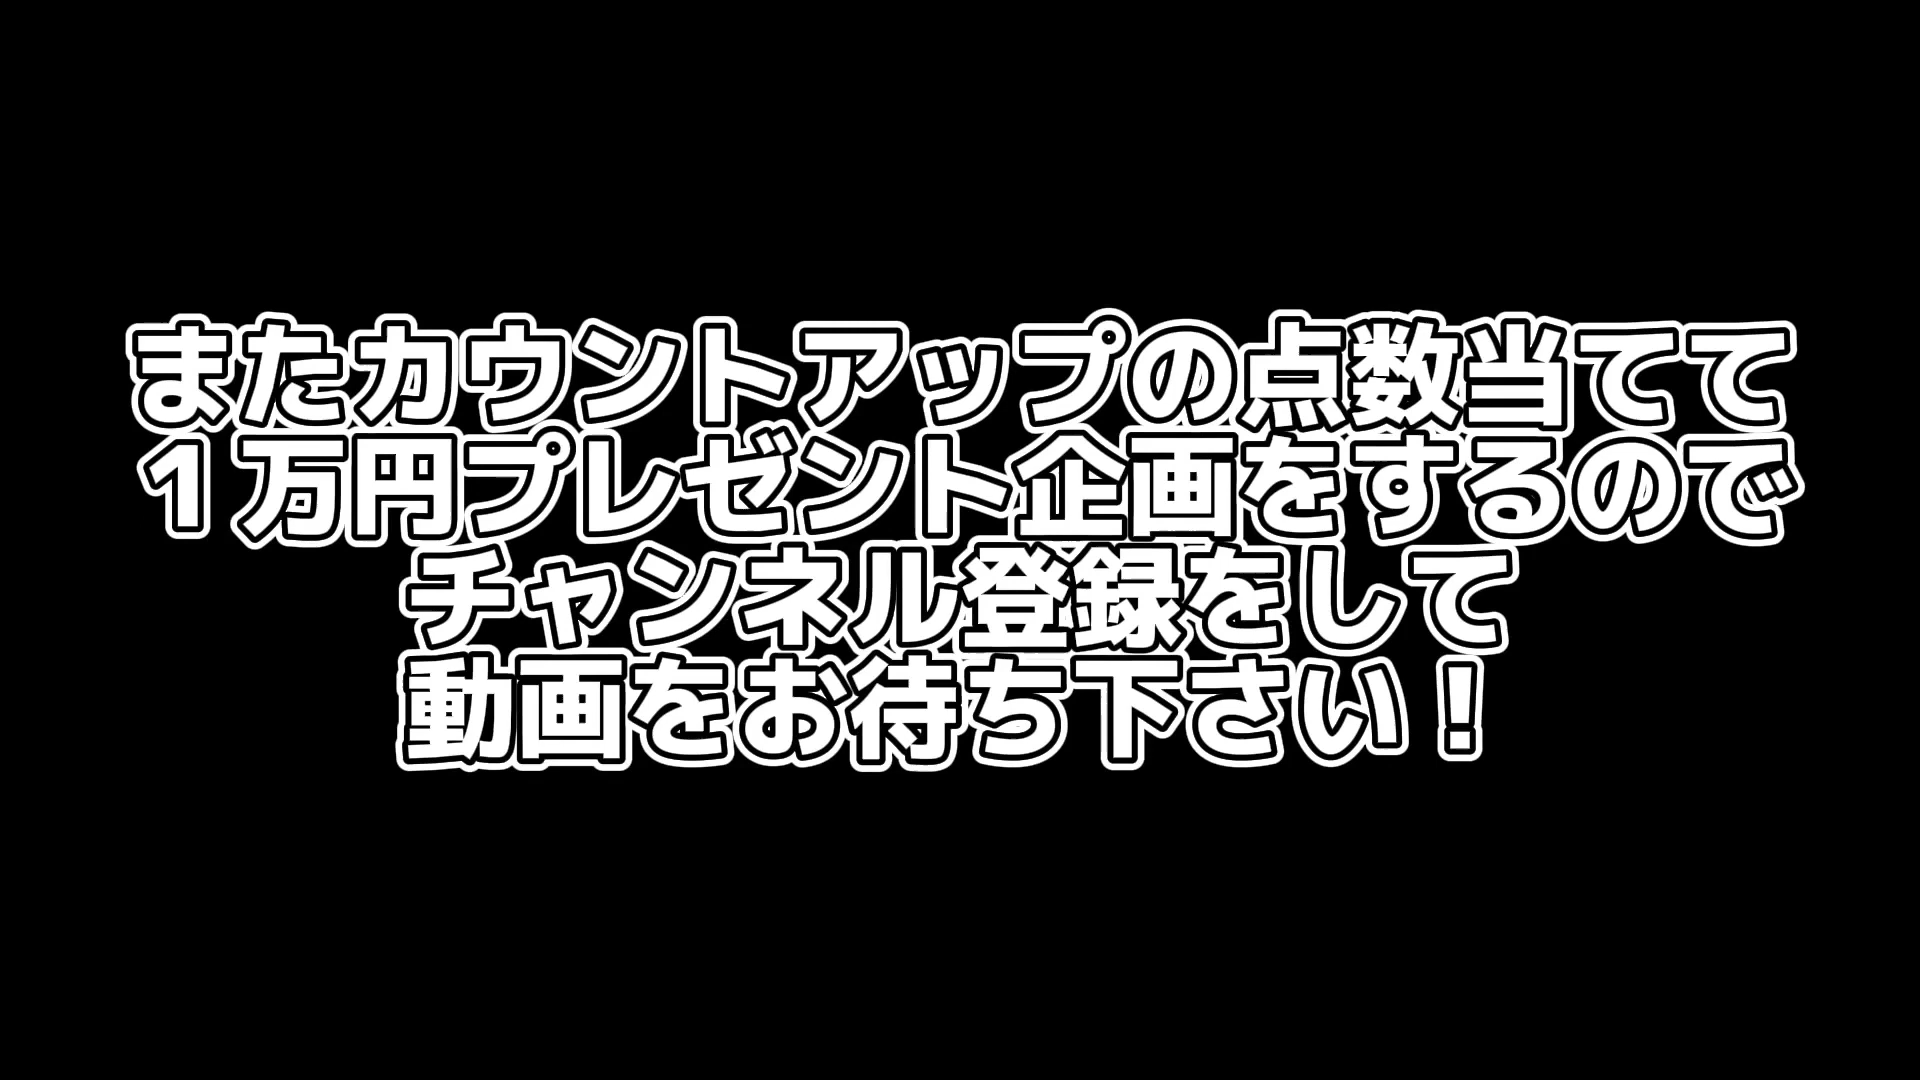 またカウントアップの点数当てて
１万円プレゼント企画をするので
チャンネル登録をして
動画をお待ち下さい！